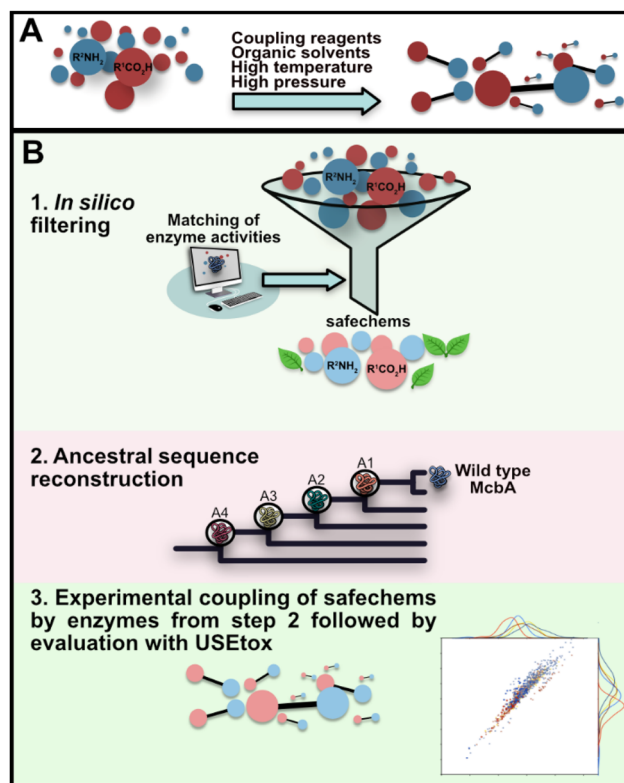 A
R²NH₂
R¹CO₂H
Coupling reagents
Organic solvents
High temperature
High pressure
B
1. In silico
filtering
Matching of
enzyme activities
R²NH₂
R¹CO₂H
safechems
R²NH₂
R¹CO₂H
2. Ancestral sequence
reconstruction
A4
A3
A2
A1
Wild type
McbA
3. Experimental coupling of safechems
by enzymes from step 2 followed by
evaluation with USEtox